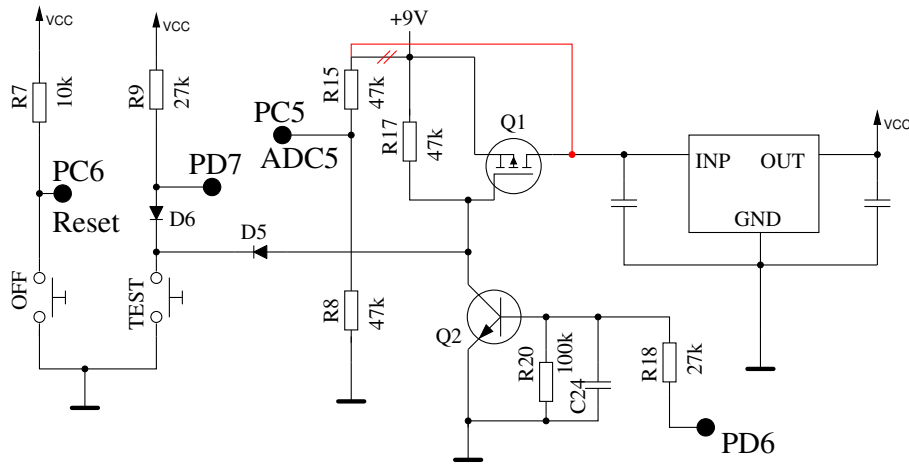 VCC
VCC
+9V
R7
10k
R9
27k
R15
47k
PC5
ADC5
R17
47k
Q1
VCC
INP
OUT
GND
PC6
Reset
PD7
D6
D5
OFF
TEST
R8
47k
Q2
R20
100k
C24
R18
27k
PD6